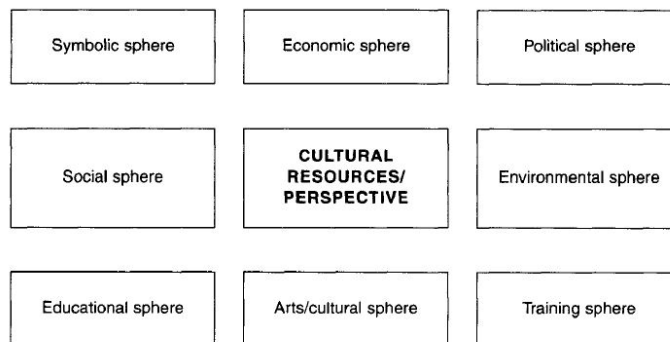 Symbolic sphere
Economic sphere
Political sphere
Social sphere
CULTURAL
RESOURCES/
PERSPECTIVE
Environmental sphere
Educational sphere
Arts/cultural sphere
Training sphere